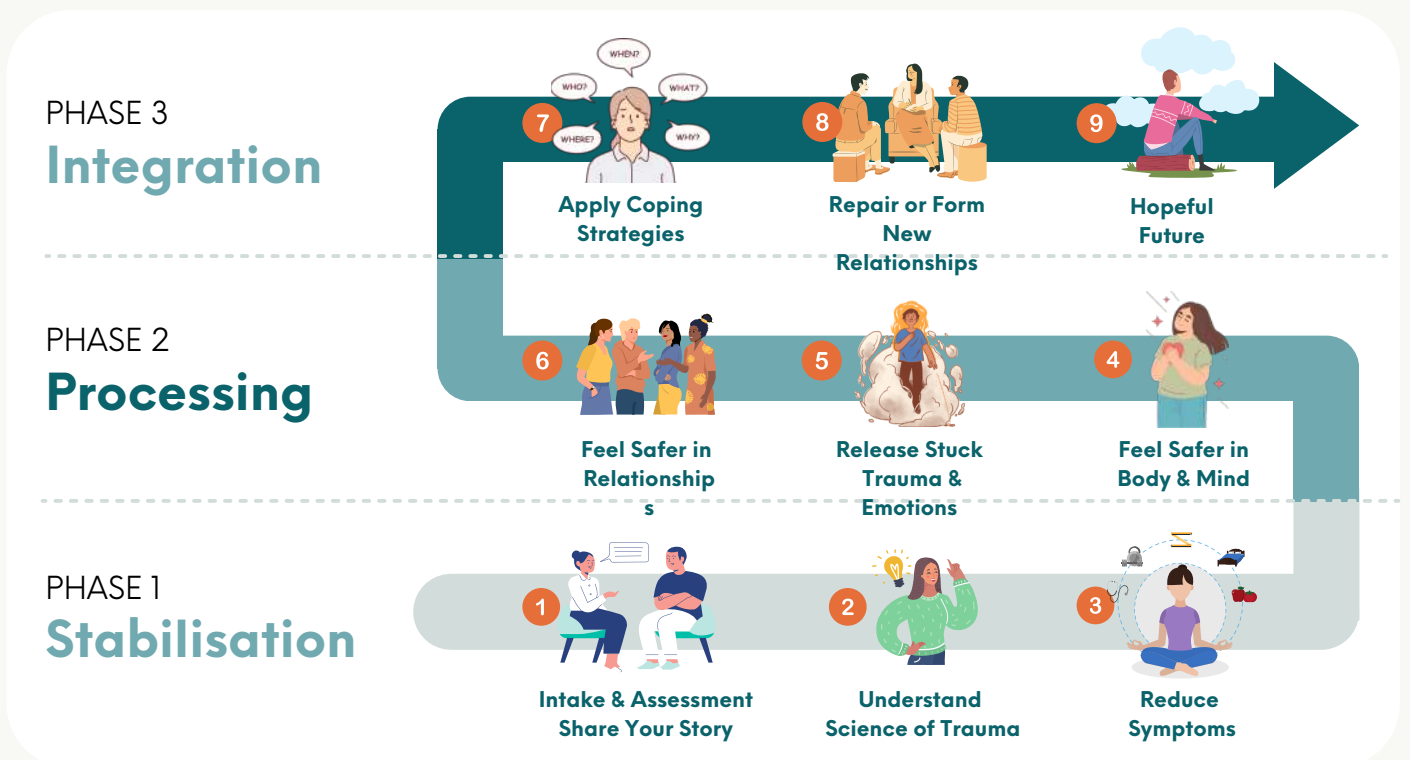 PHASE 3
Integration
WHEN?
WHO?
WHAT?
WHERE?
WHY?
7
8
9
Apply Coping
Strategies
Repair or Form
New
Relationships
Hopeful
Future
PHASE 2
Processing
6
5
4
Feel Safer in
Relationship
s
Release Stuck
Trauma &
Emotions
Feel Safer in
Body & Mind
PHASE 1
Stabilisation
1
2
3
Intake & Assessment
Share Your Story
Understand
Science of Trauma
Reduce
Symptoms